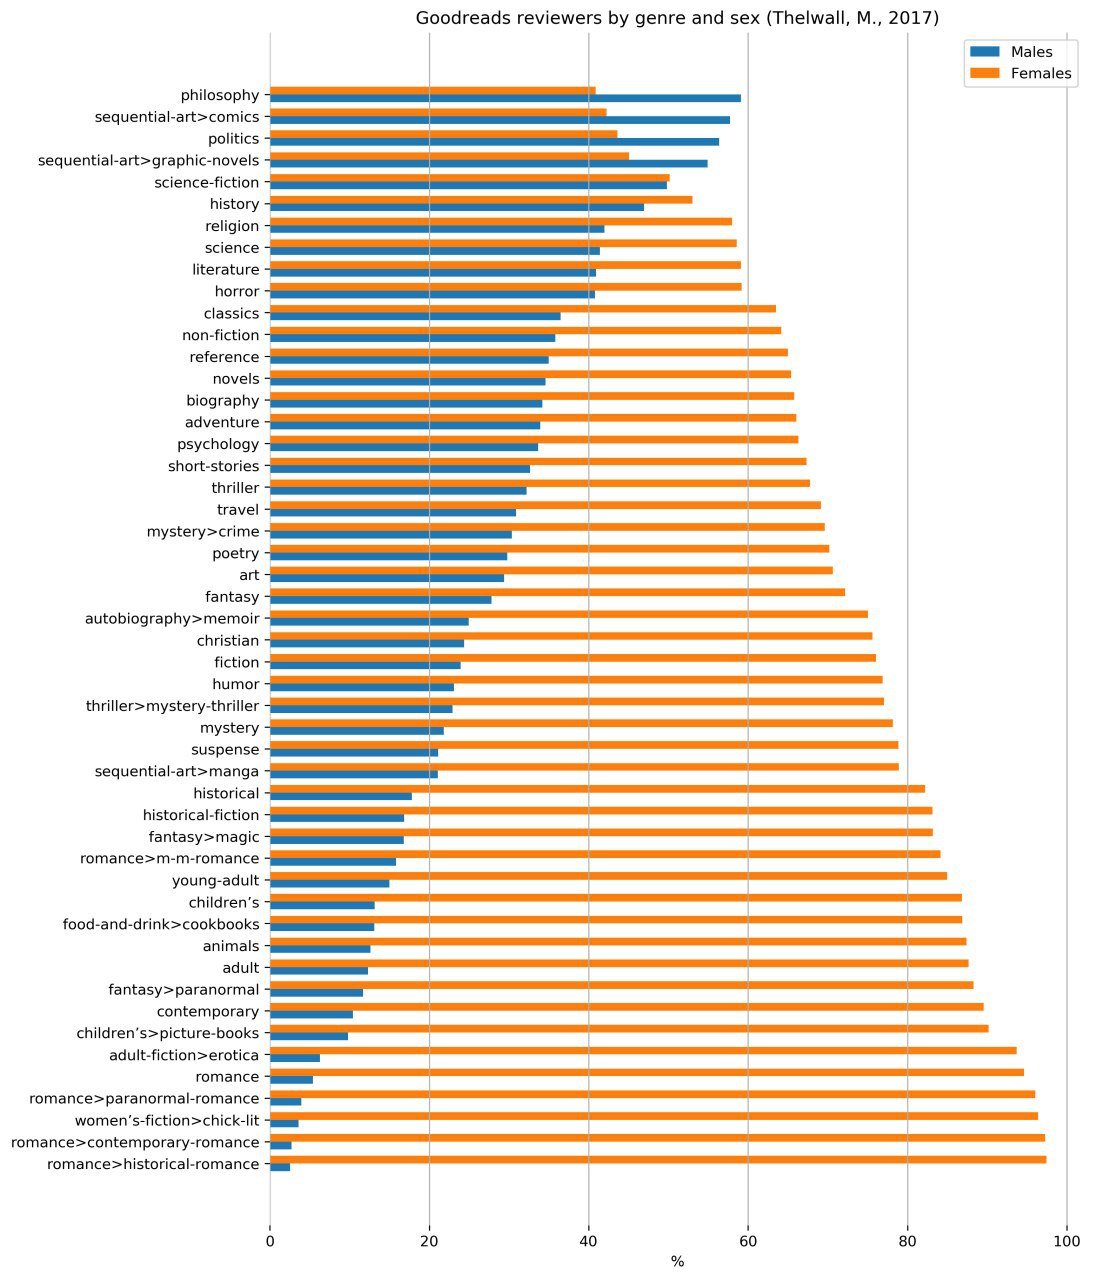 Goodreads reviewers by genre and sex (Thelwall, M., 2017)
Males
Females
philosophy
sequential-art>comics
politics
sequential-art>graphic-novels
science-fiction
history
religion
science
literature
horror
classics
non-fiction
reference
novels
biography
adventure
psychology
short-stories
thriller
travel
mystery>crime
poetry
art
fantasy
autobiography>memoir
christian
fiction
humor
thriller>mystery-thriller
mystery
suspense
sequential-art>manga
historical
historical-fiction
fantasy>magic
romance>m-m-romance
young-adult
children’s
food-and-drink>cookbooks
animals
adult
fantasy>paranormal
contemporary
children’s>picture-books
adult-fiction>erotica
romance
romance>paranormal-romance
women’s-fiction>chick-lit
romance>contemporary-romance
romance>historical-romance
0 20 40 60 80 100
%